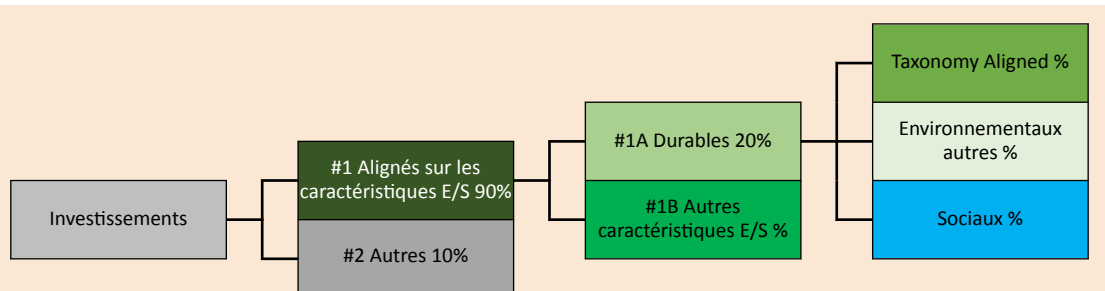 Investissements
#1 Alignés sur les
caractéristiques E/S 90%
#2 Autres 10%
#1A Durables 20%
#1B Autres
caractéristiques E/S %
Taxonomy Aligned %
Environnementaux
autres %
Sociaux %